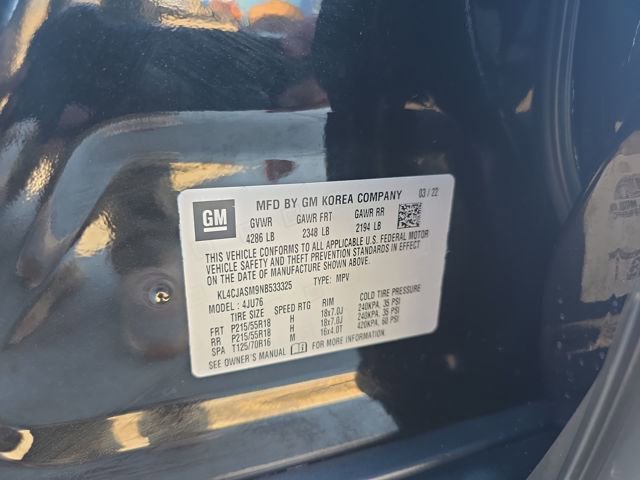 GM
MFD BY GM KOREA COMPANY 03/22
GVWR GAWR FRT GAWR RR
4286 LB 2348 LB 2194 LB
THIS VEHICLE CONFORMS TO ALL APPLICABLE U.S. FEDERAL MOTOR
VEHICLE SAFETY AND THEFT PREVENTION STANDARDS IN EFFECT
ON THE DATE OF MANUFACTURE SHOWN ABOVE.
KL4CJASM9NB533325 TYPE: MPV
MODEL: 4JU76
TIRE SIZE SPEED RTG RIM COLD TIRE PRESSURE
FRT P215/55R18 H 18x7.0J 240KPA, 35 PSI
RR P215/55R18 H 18x7.0J 240KPA, 35 PSI
SPA T125/70R16 M 16x4.0T 420KPA, 60 PSI
SEE OWNER'S MANUAL